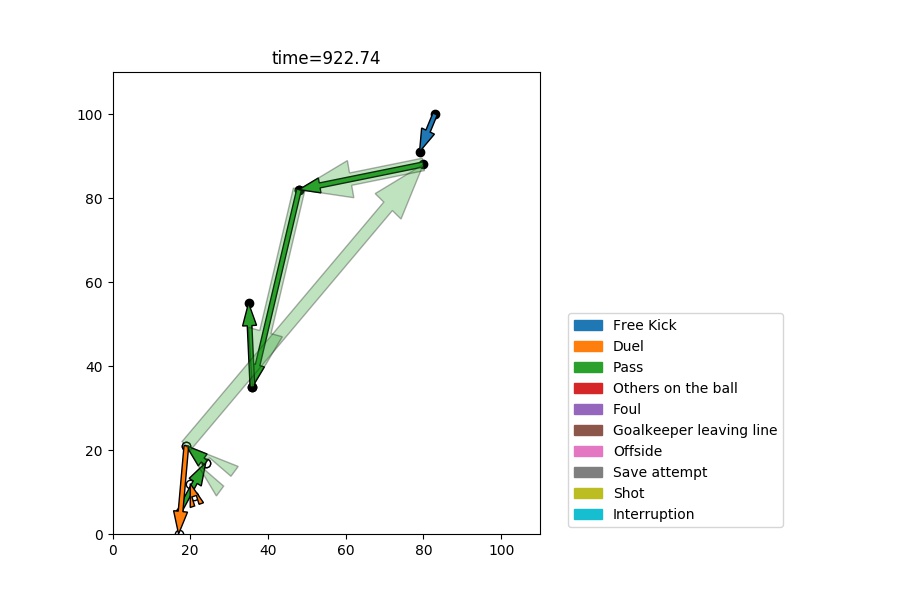 time=922.74
100
80
60
40
20
0
0
20
40
60
80
100
Free Kick
Duel
Pass
Others on the ball
Foul
Goalkeeper leaving line
Offside
Save attempt
Shot
Interruption